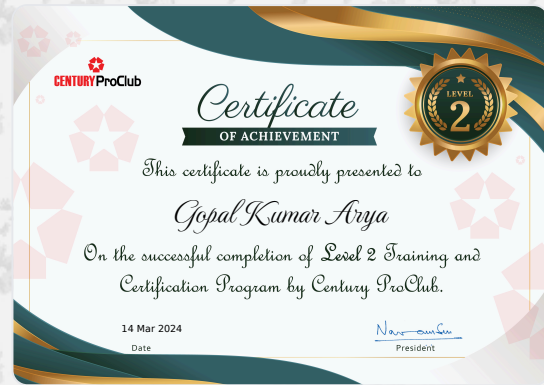 CENTURY ProClub
LEVEL
2
Certificate
OF ACHIEVEMENT
This certificate is proudly presented to
Gopal Kumar Arya
On the successful completion of Level 2 Training and
Certification Program by Century ProClub.
14 Mar 2024
Date
President